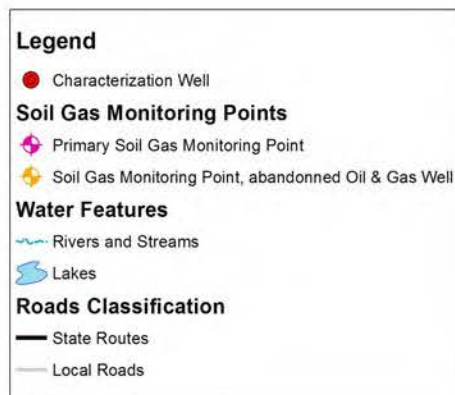 Legend
Characterization Well
Soil Gas Monitoring Points
Primary Soil Gas Monitoring Point
Soil Gas Monitoring Point, abandonned Oil & Gas Well
Water Features
Rivers and Streams
Lakes
Roads Classification
State Routes
Local Roads